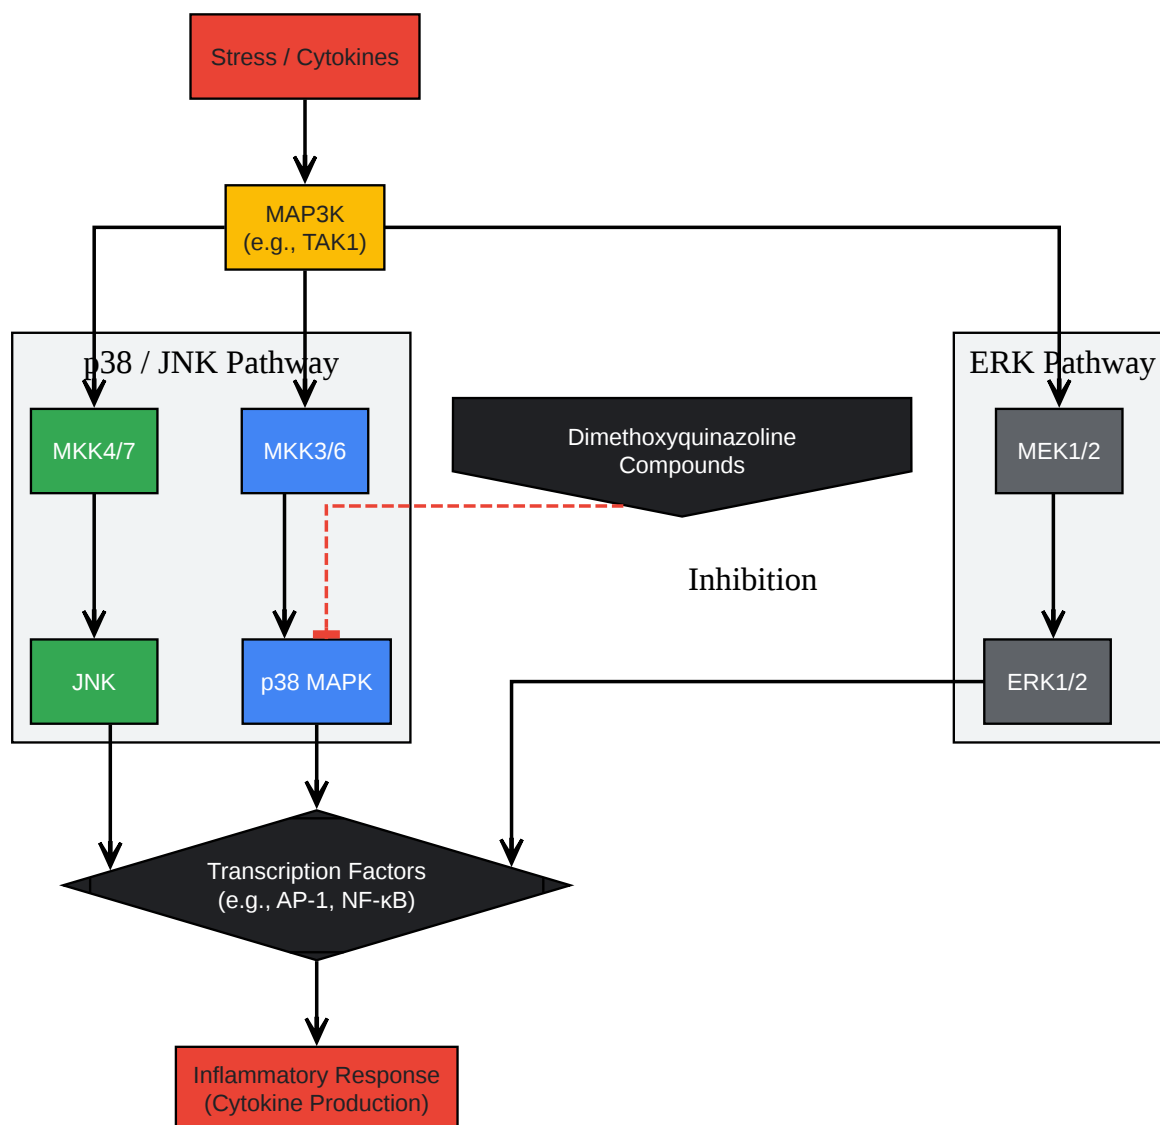 Stress / Cytokines
MAP3K
(e.g., TAK1)
p38 / JNK Pathway
ERK Pathway
MKK4/7
MKK3/6
Dimethoxyquinazoline
Compounds
MEK1/2
Inhibition
JNK
p38 MAPK
ERK1/2
Transcription Factors
(e.g., AP-1, NF-κB)
Inflammatory Response
(Cytokine Production)